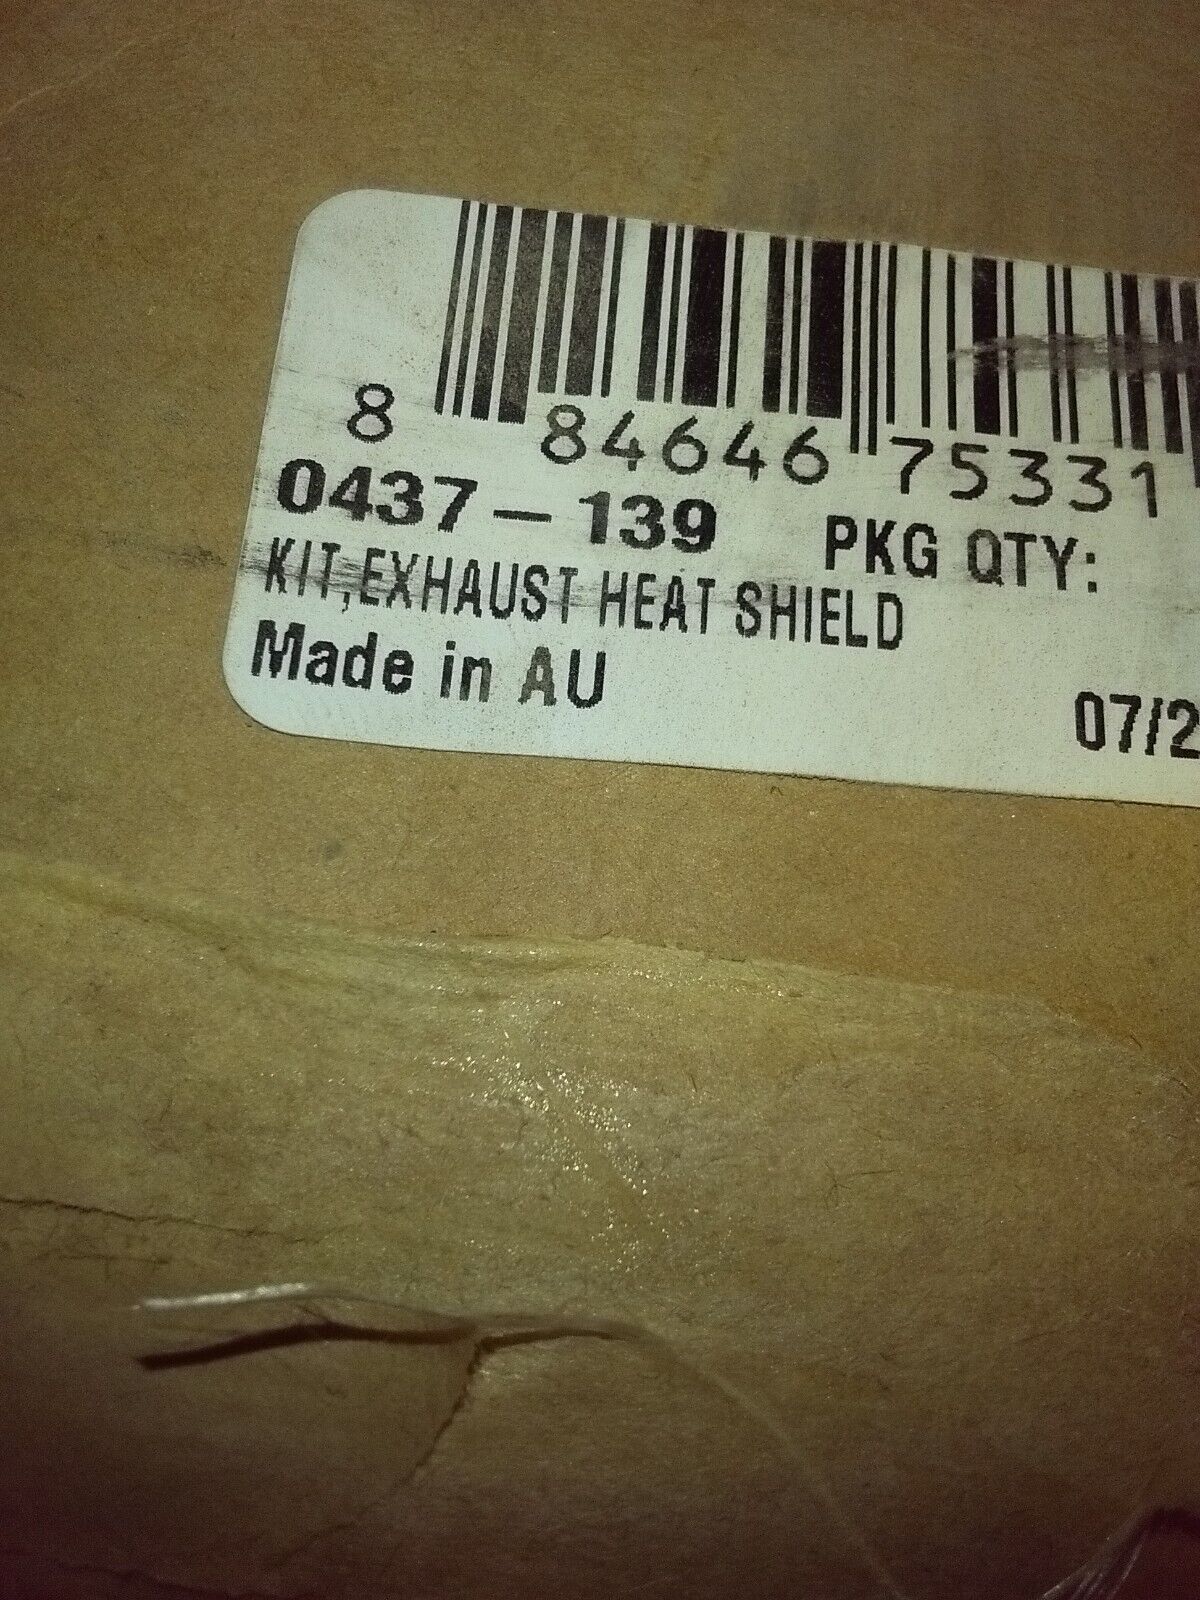 8 84646 75331
0437-139 PKG QTY:
KIT,EXHAUST HEAT SHIELD
Made in AU
07/2